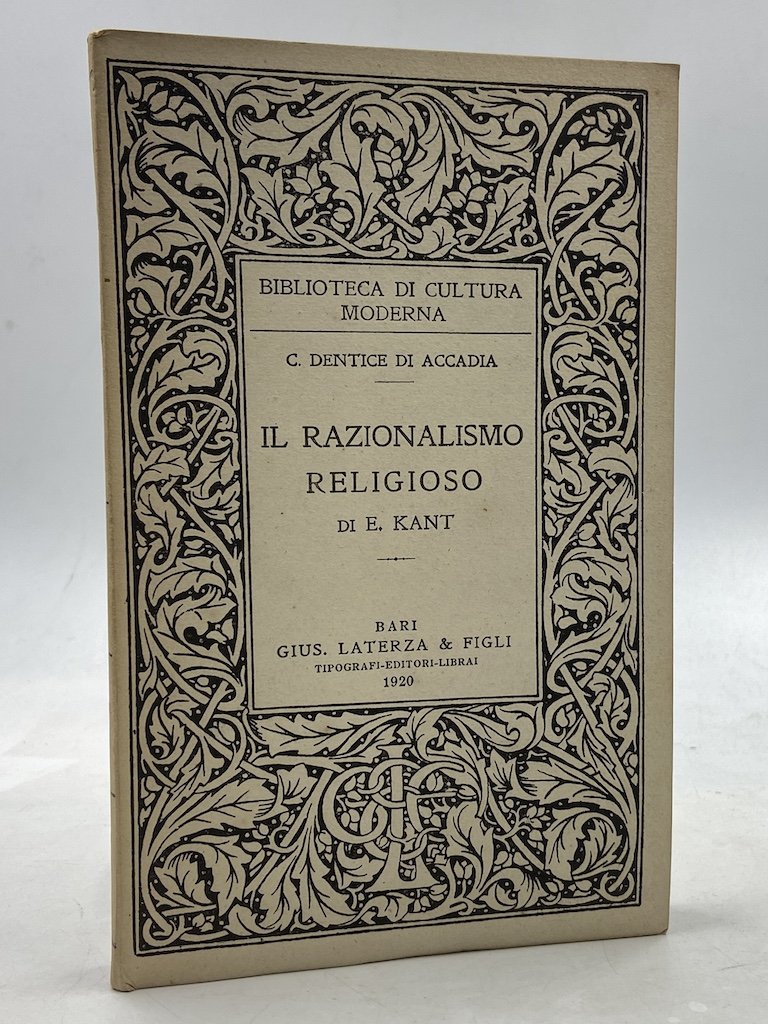 BIBLIOTECA DI CULTURA
MODERNA
C. DENTICE DI ACCADIA
IL RAZIONALISMO
RELIGIOSO
DI E. KANT
BARI
GIUS. LATERZA & FIGLI
TIPOGRAFI-EDITORI-LIBRAI
1920